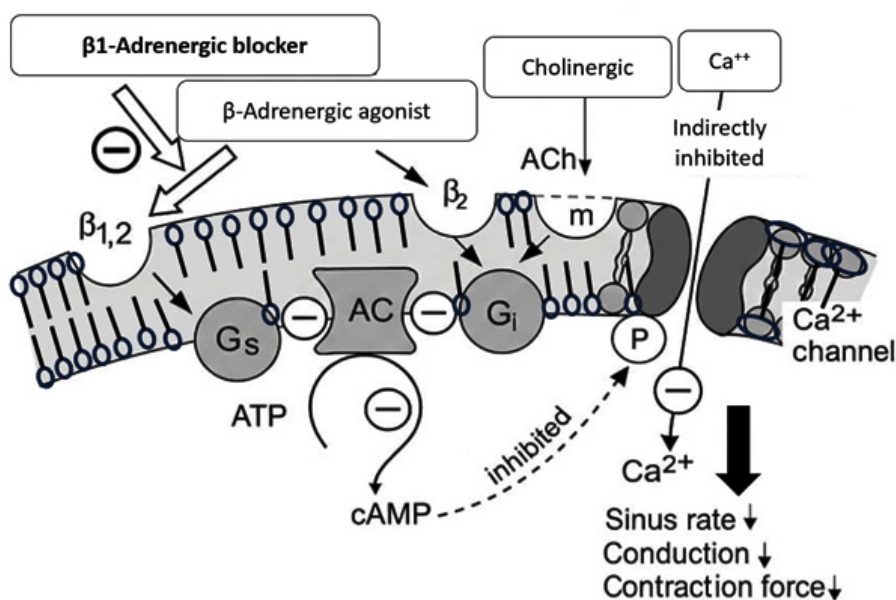 β1-Adrenergic blocker
β-Adrenergic agonist
Cholinergic
Ca⁺⁺
Indirectly
inhibited
ACh
β1,2
β2
m
Gs
−
AC
−
Gi
P
Ca²⁺
channel
ATP
−
cAMP
inhibited
−
Ca²⁺
Sinus rate ↓
Conduction ↓
Contraction force↓
−